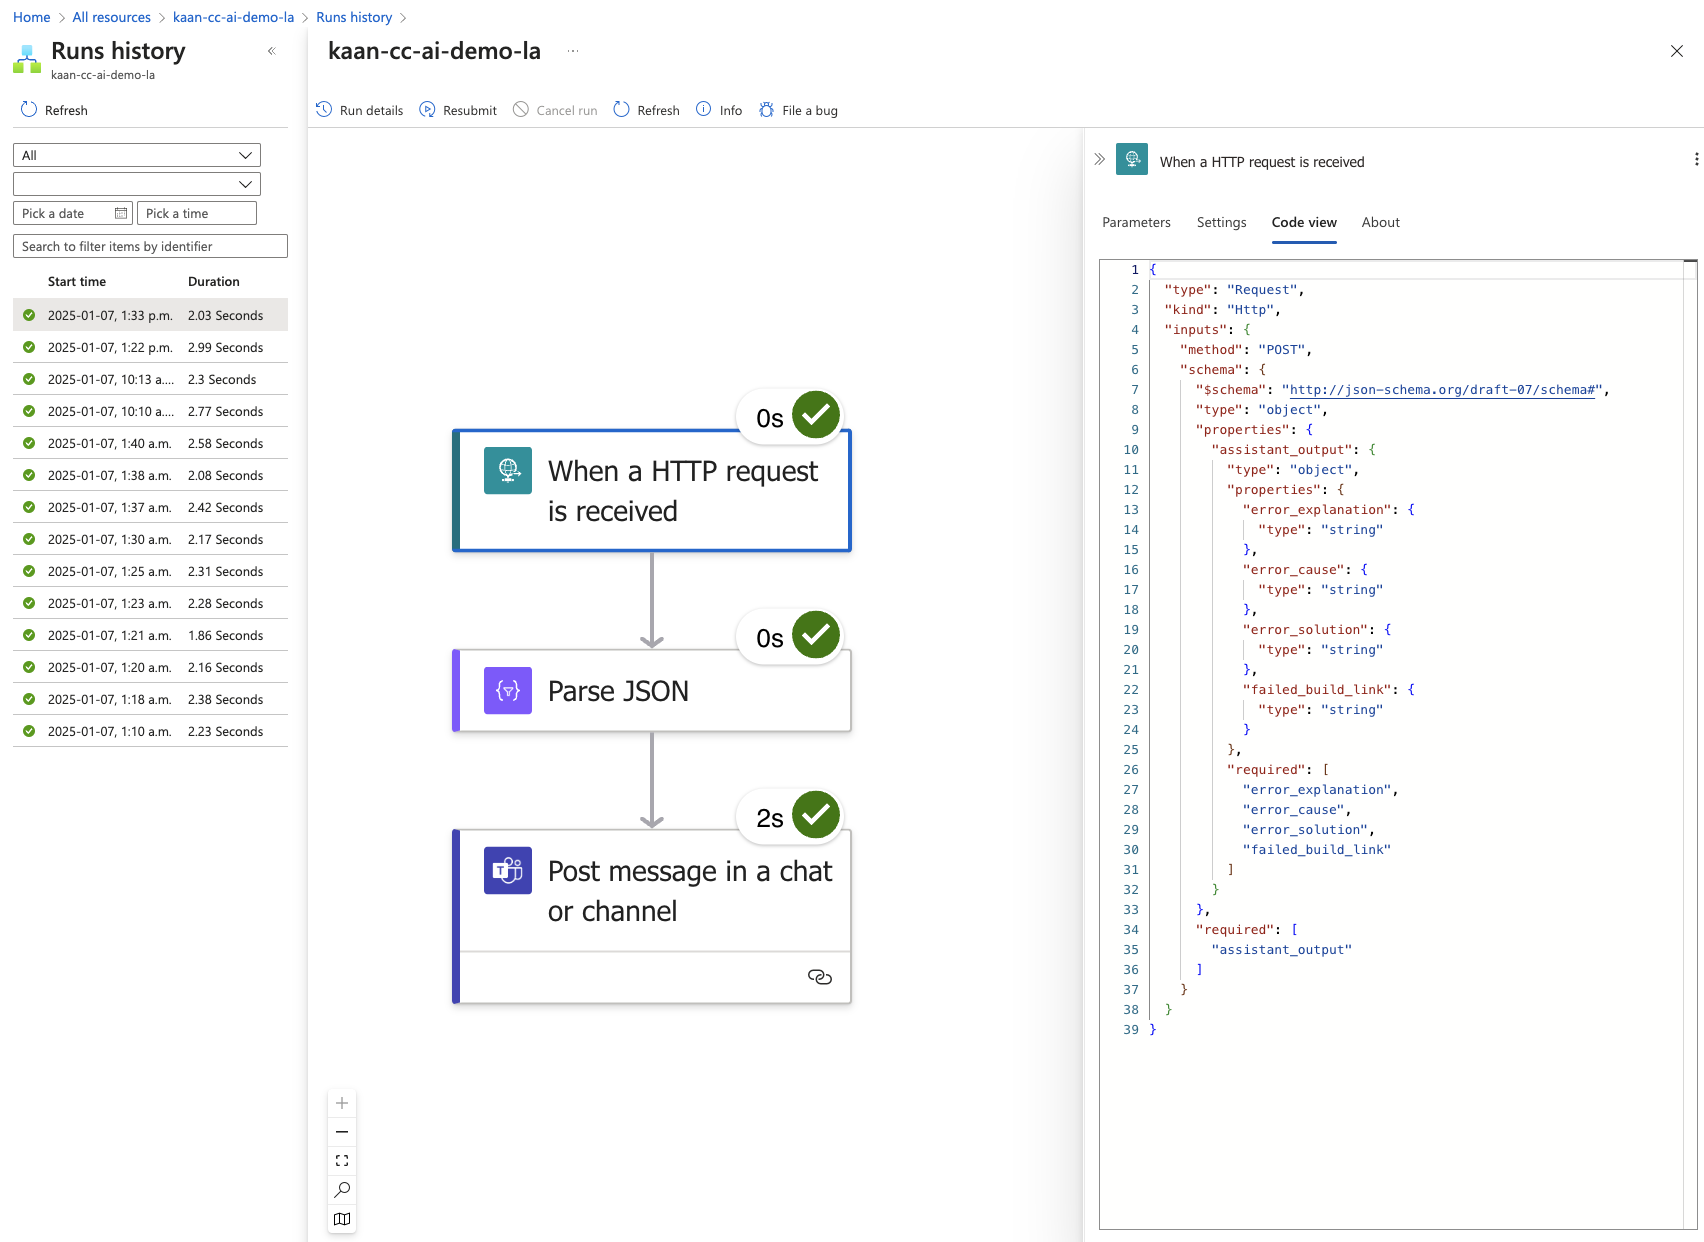 Home > All resources > kaan-cc-ai-demo-la > Runs history >
Runs history
kaan-cc-ai-demo-la
Refresh
All
Pick a date
Pick a time
Search to filter items by identifier
Start time Duration
2025-01-07, 1:33 p.m. 2.03 Seconds
2025-01-07, 1:22 p.m. 2.99 Seconds
2025-01-07, 10:13 a.... 2.3 Seconds
2025-01-07, 10:10 a.... 2.77 Seconds
2025-01-07, 1:40 a.m. 2.58 Seconds
2025-01-07, 1:38 a.m. 2.08 Seconds
2025-01-07, 1:37 a.m. 2.42 Seconds
2025-01-07, 1:30 a.m. 2.17 Seconds
2025-01-07, 1:25 a.m. 2.31 Seconds
2025-01-07, 1:23 a.m. 2.28 Seconds
2025-01-07, 1:21 a.m. 1.86 Seconds
2025-01-07, 1:20 a.m. 2.16 Seconds
2025-01-07, 1:18 a.m. 2.38 Seconds
2025-01-07, 1:10 a.m. 2.23 Seconds
kaan-cc-ai-demo-la ...
Run details Resubmit Cancel run Refresh Info File a bug
0s
When a HTTP request
is received
0s
Parse JSON
2s
Post message in a chat
or channel
When a HTTP request is received
Parameters Settings Code view About
1 {
2 "type": "Request",
3 "kind": "Http",
4 "inputs": {
5 "method": "POST",
6 "schema": {
7 "$schema": "http://json-schema.org/draft-07/schema#",
8 "type": "object",
9 "properties": {
10 "assistant_output": {
11 "type": "object",
12 "properties": {
13 "error_explanation": {
14 "type": "string"
15 },
16 "error_cause": {
17 "type": "string"
18 },
19 "error_solution": {
20 "type": "string"
21 },
22 "failed_build_link": {
23 "type": "string"
24 }
25 },
26 "required": [
27 "error_explanation",
28 "error_cause",
29 "error_solution",
30 "failed_build_link"
31 ]
32 }
33 },
34 "required": [
35 "assistant_output"
36 ]
37 }
38 }
39 }